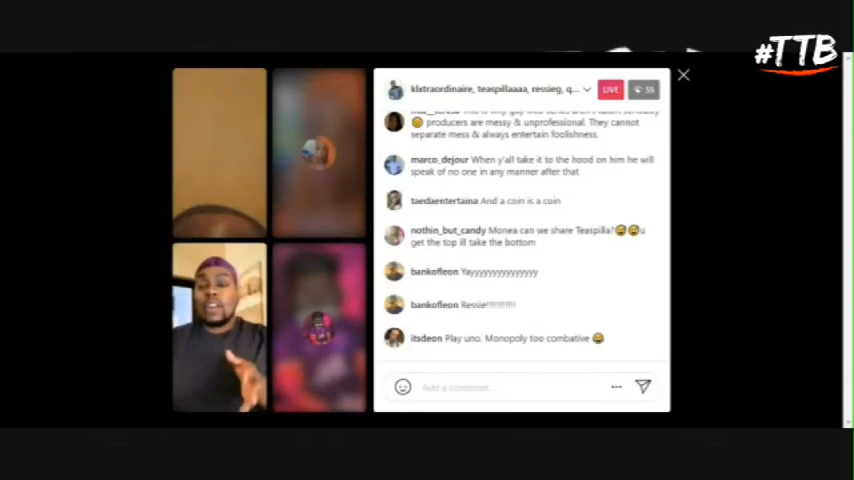 #TTB
klxtraordinaire, teaspillaaaa, ressieg, q...
LIVE
55
producers are messy & unprofessional. They cannot
separate mess & always entertain foolishness.
marco_dejour When y'all take it to the hood on him he will
speak of no one in any manner after that
taedaentertaina And a coin is a coin
nothin_but_candy Monea can we share Teaspilla?😅😅u
get the top ill take the bottom
bankofleon Yayyyyyyyyyyyyyyy
bankofleon Ressie!!!!!!!!!!!
itsdeon Play uno. Monopoly too combative 😩
Add a comment...